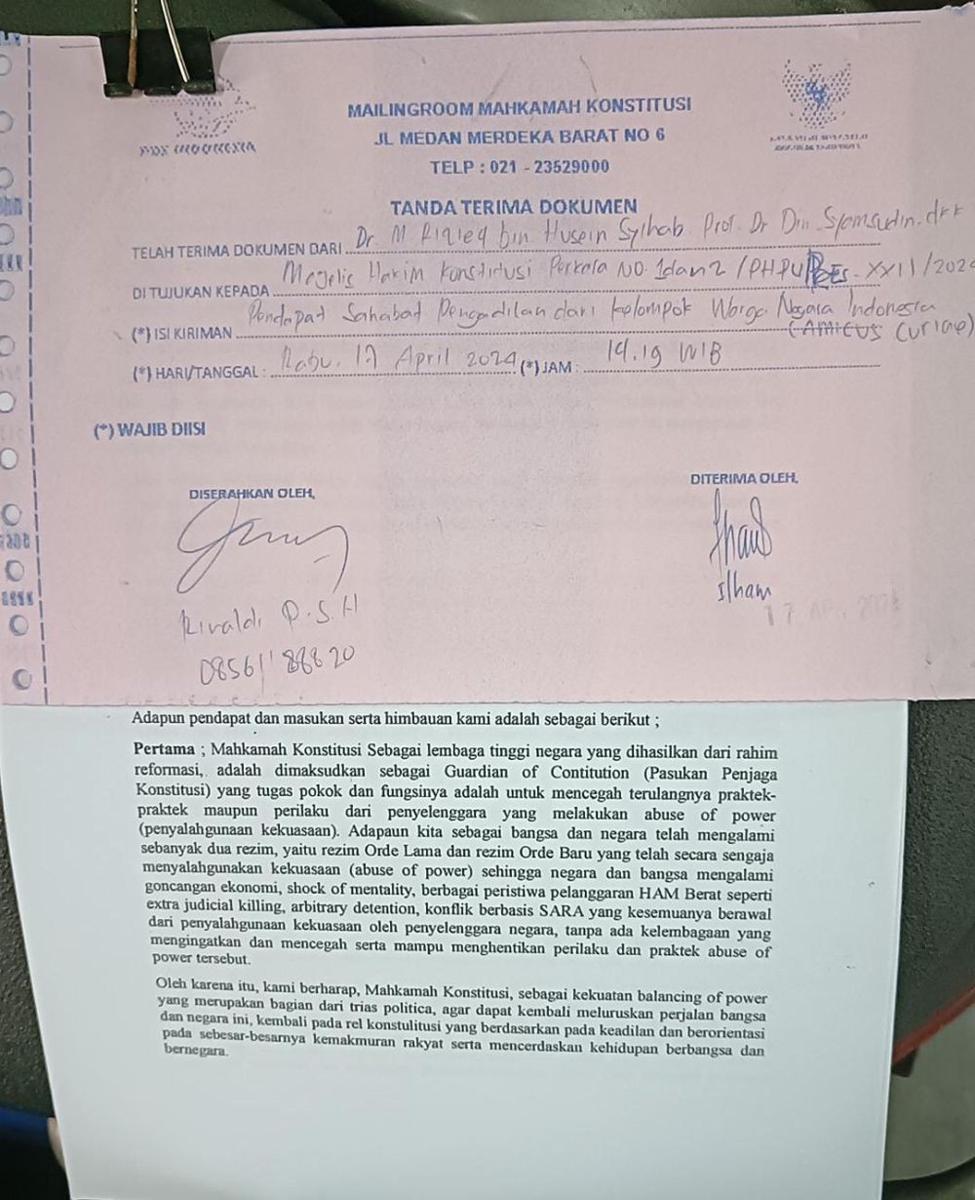 POS INDONESIA
MAILINGROOM MAHKAMAH KONSTITUSI
JL MEDAN MERDEKA BARAT NO 6
TELP : 021 - 23529000
TANDA TERIMA DOKUMEN
TELAH TERIMA DOKUMEN DARI Dr. M Rizieq bin Husein Syihab Prof. Dr Din Syamsudin. dkk
DI TUJUKAN KEPADA Majelis Hakim Konstitusi Perkara NO. 1 dan 2 /PHPU PRES-XXII/2024
(*) ISI KIRIMAN Pendapat Sahabat Pengadilan dari kelompok Warga Negara Indonesia
(AMICUS Curiae)
(*) HARI/TANGGAL : Rabu. 17 April 2024 (*) JAM : 14.19 WIB
(*) WAJIB DIISI
DISERAHKAN OLEH, DITERIMA OLEH,
Ilham
Rivaldi P.S.H
17 APR 2024
Adapun pendapat dan masukan serta himbauan kami adalah sebagai berikut ;
Pertama ; Mahkamah Konstitusi Sebagai lembaga tinggi negara yang dihasilkan dari rahim
reformasi, adalah dimaksudkan sebagai Guardian of Contitution (Pasukan Penjaga
Konstitusi) yang tugas pokok dan fungsinya adalah untuk mencegah terulangnya praktek-
praktek maupun perilaku dari penyelenggara yang melakukan abuse of power
(penyalahgunaan kekuasaan). Adapaun kita sebagai bangsa dan negara telah mengalami
sebanyak dua rezim, yaitu rezim Orde Lama dan rezim Orde Baru yang telah secara sengaja
menyalahgunakan kekuasaan (abuse of power) sehingga negara dan bangsa mengalami
goncangan ekonomi, shock of mentality, berbagai peristiwa pelanggaran HAM Berat seperti
extra judicial killing, arbitrary detention, konflik berbasis SARA yang kesemuanya berawal
dari penyalahgunaan kekuasaan oleh penyelenggara negara, tanpa ada kelembagaan yang
mengingatkan dan mencegah serta mampu menghentikan perilaku dan praktek abuse of
power tersebut.
Oleh karena itu, kami berharap, Mahkamah Konstitusi, sebagai kekuatan balancing of power
yang merupakan bagian dari trias politica, agar dapat kembali meluruskan perjalan bangsa
dan negara ini, kembali pada rel konstulitusi yang berdasarkan pada keadilan dan berorientasi
pada sebesar-besarnya kemakmuran rakyat serta mencerdaskan kehidupan berbangsa dan
bernegara.